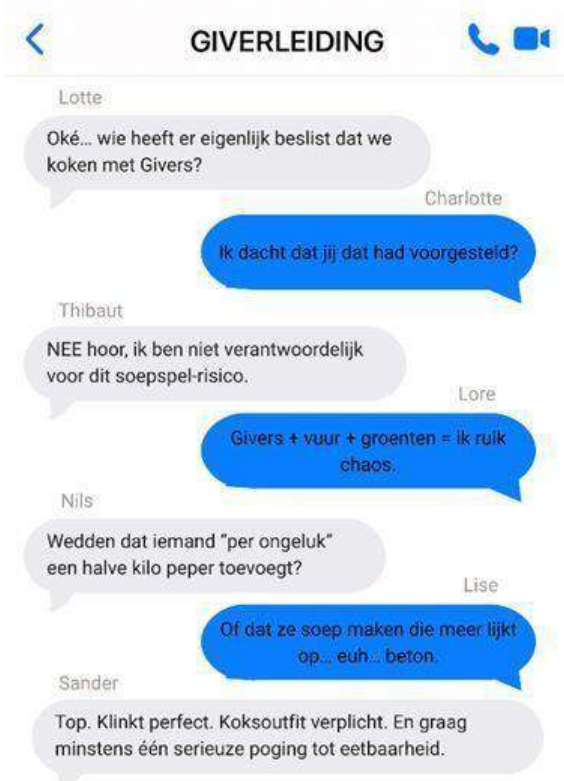 GIVERLEIDING
Lotte
Oké... wie heeft er eigenlijk beslist dat we
koken met Givers?
Charlotte
Ik dacht dat jij dat had voorgesteld?
Thibaut
NEE hoor, ik ben niet verantwoordelijk
voor dit soepspel-risico.
Lore
Givers + vuur + groenten = ik ruik
chaos.
Nils
Wedden dat iemand "per ongeluk"
een halve kilo peper toevoegt?
Lise
Of dat ze soep maken die meer lijkt
op... euh... beton.
Sander
Top. Klinkt perfect. Koksoutfit verplicht. En graag
minstens één serieuze poging tot eetbaarheid.